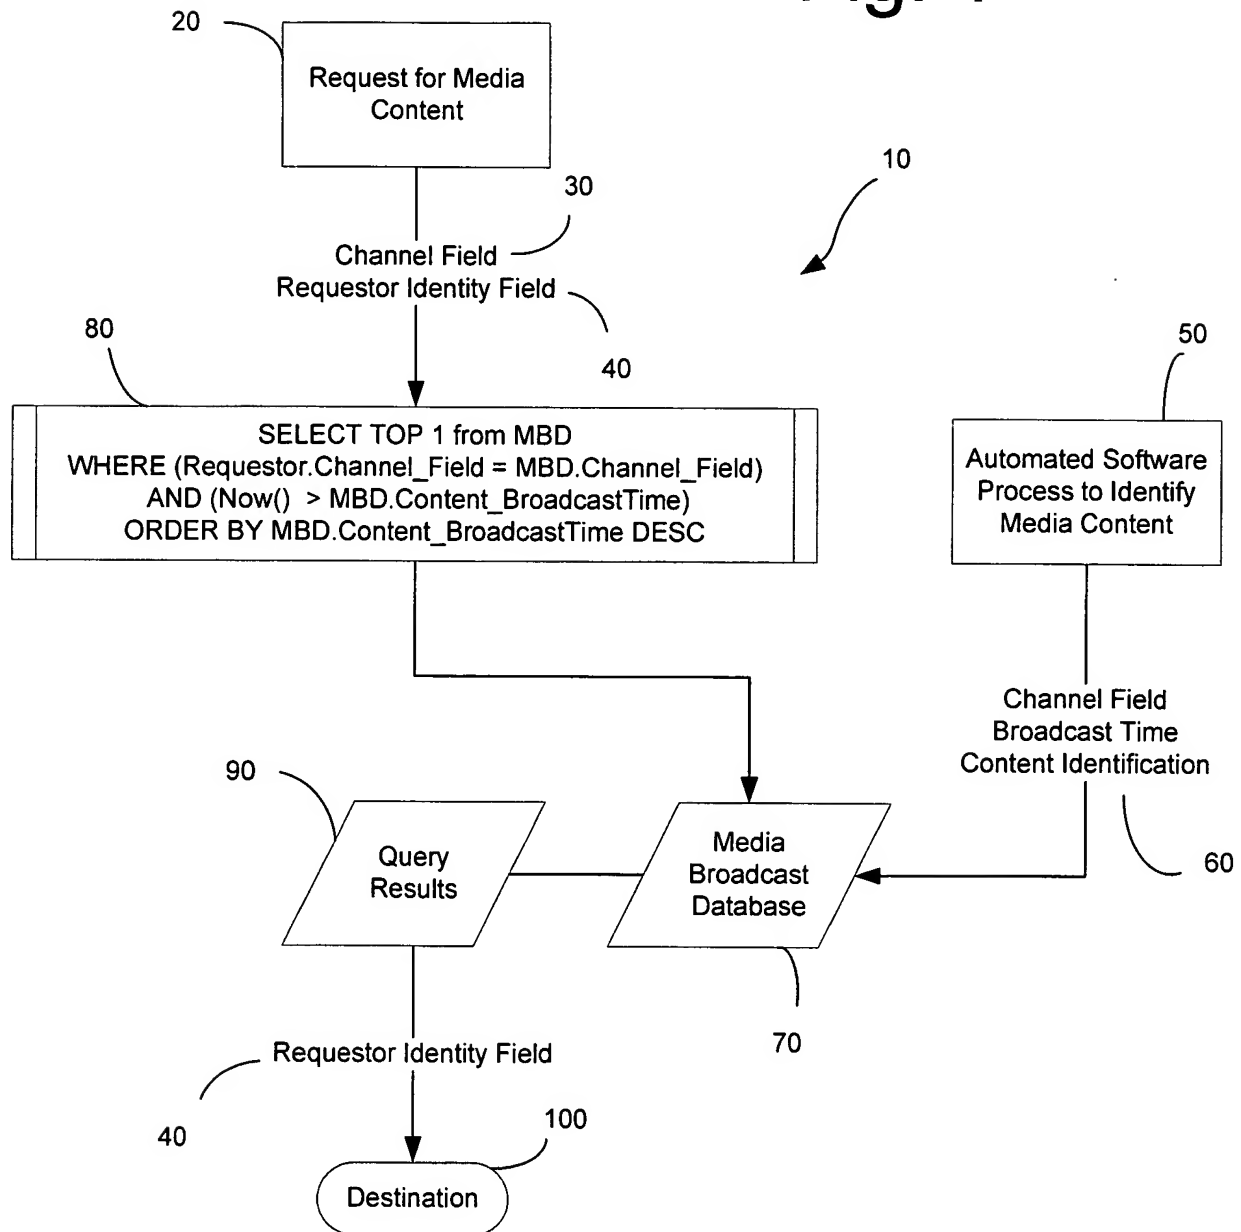 20
Request for Media
Content
10
30
Channel Field
Requestor Identity Field
40
80
50
SELECT TOP 1 from MBD
WHERE (Requestor.Channel_Field = MBD.Channel_Field)
AND (Now() > MBD.Content_BroadcastTime)
ORDER BY MBD.Content_BroadcastTime DESC
Automated Software
Process to Identify
Media Content
Channel Field
Broadcast Time
Content Identification
60
90
Query
Results
Media
Broadcast
Database
70
Requestor Identity Field
40
100
Destination